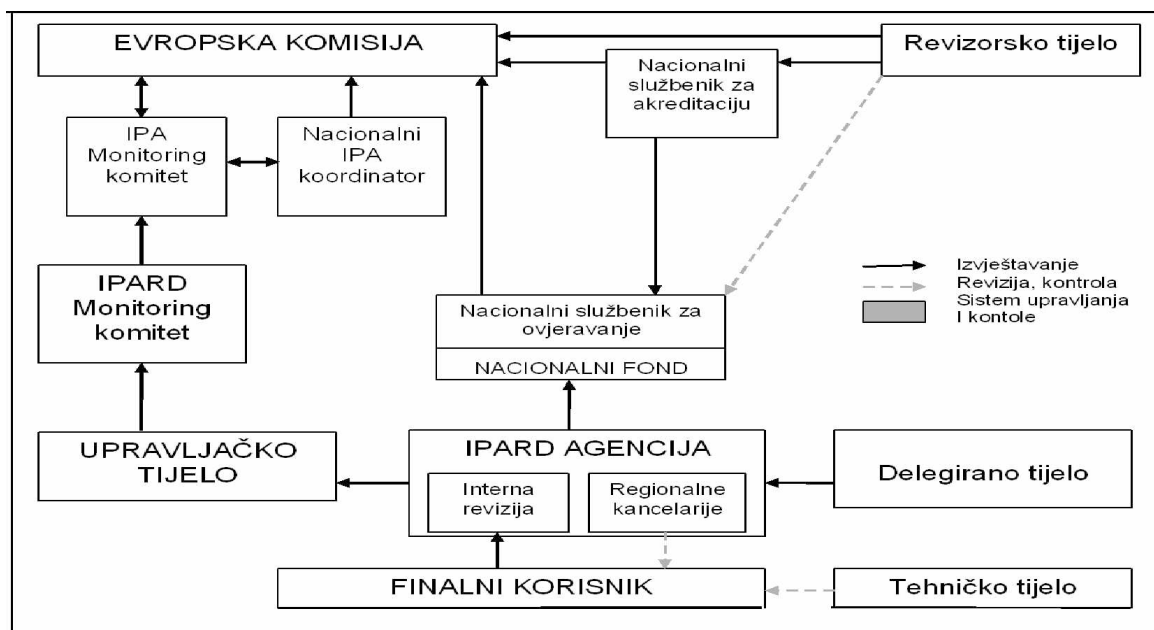 EVROPSKA KOMISIJA
Revizorsko tijelo
Nacionalni
službenik za
akreditaciju
IPA
Monitoring
komitet
Nacionalni
IPA
koordinator
IPARD
Monitoring
komitet
Izvještavanje
Revizija, kontrola
Sistem upravljanja
I kontole
Nacionalni službenik za
ovjeravanje
NACIONALNI FOND
UPRAVLJAČKO
TIJELO
IPARD AGENCIJA
Interna
revizija
Regionalne
kancelarije
Delegirano tijelo
FINALNI KORISNIK
Tehničko tijelo